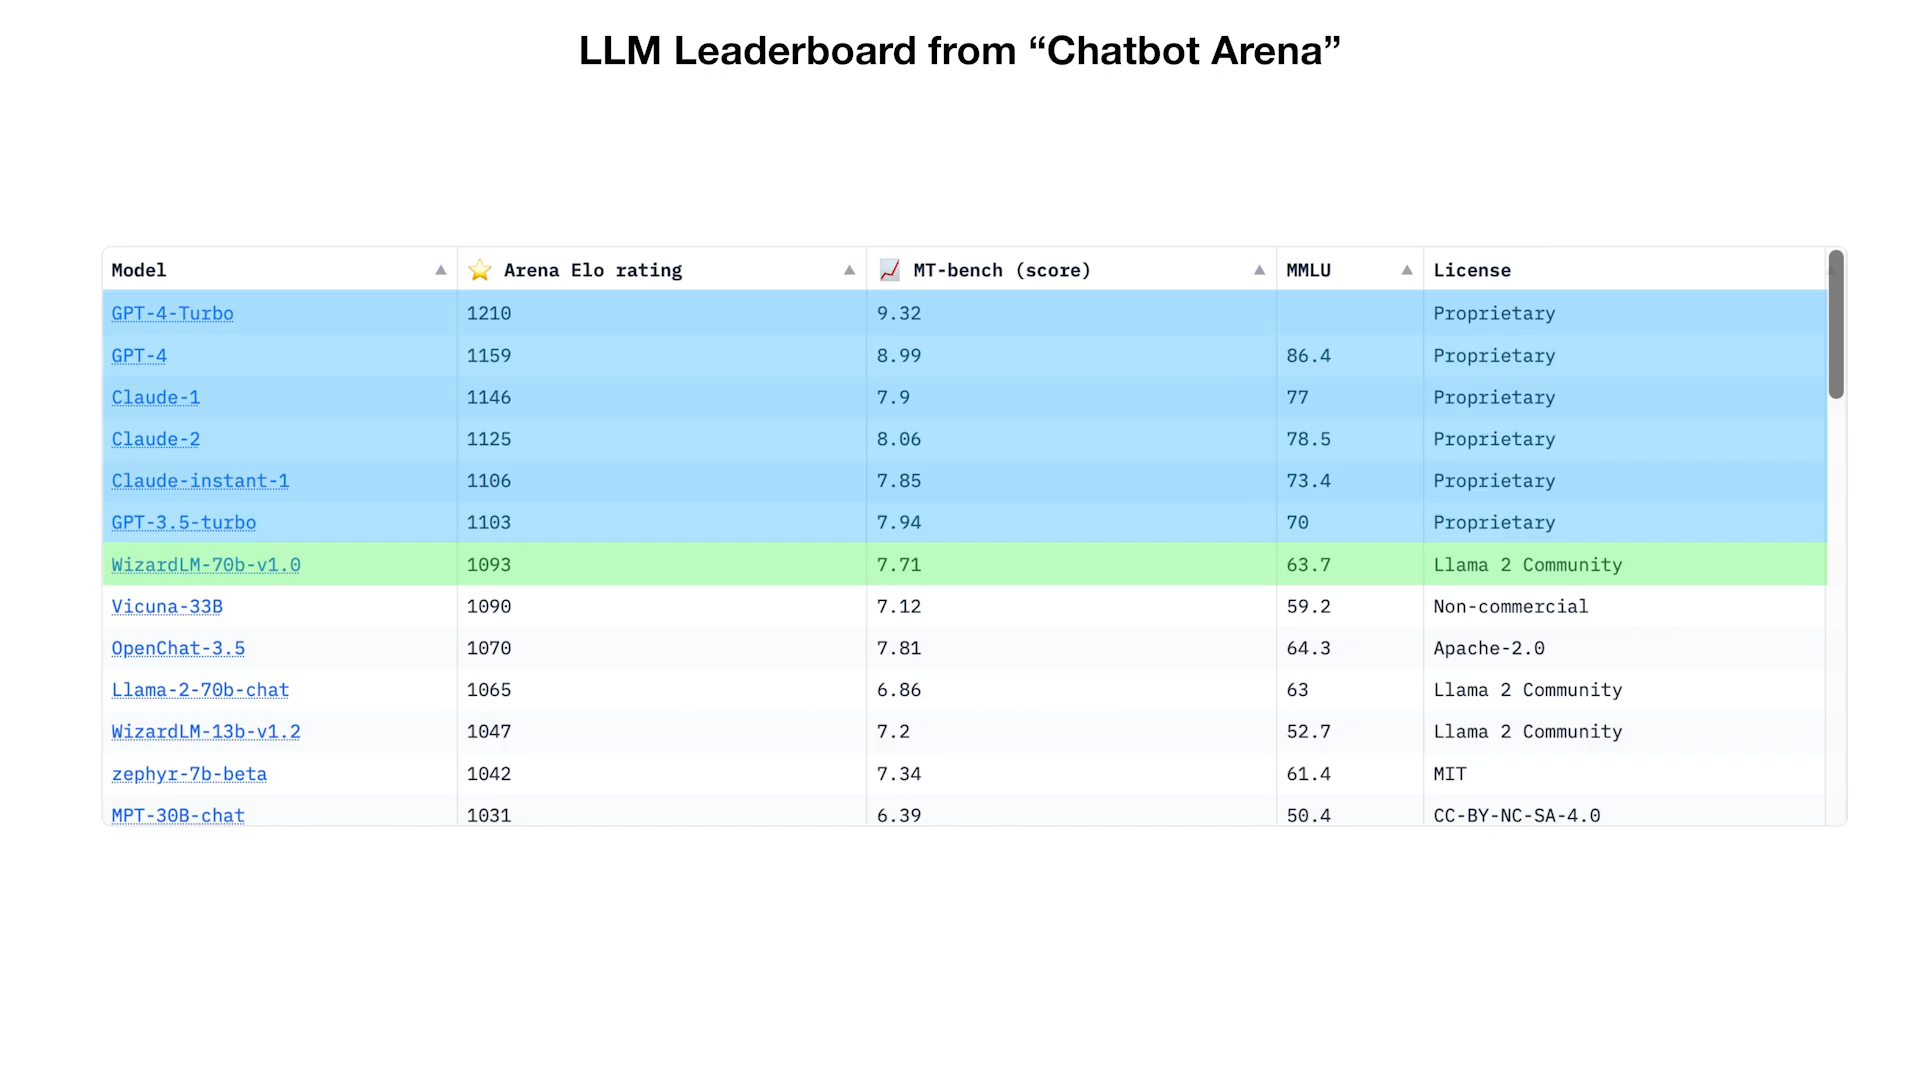 LLM Leaderboard from “Chatbot Arena”
Model ⭐ Arena Elo rating 📈 MT-bench (score) MMLU License
GPT-4-Turbo 1210 9.32 Proprietary
GPT-4 1159 8.99 86.4 Proprietary
Claude-1 1146 7.9 77 Proprietary
Claude-2 1125 8.06 78.5 Proprietary
Claude-instant-1 1106 7.85 73.4 Proprietary
GPT-3.5-turbo 1103 7.94 70 Proprietary
WizardLM-70b-v1.0 1093 7.71 63.7 Llama 2 Community
Vicuna-33B 1090 7.12 59.2 Non-commercial
OpenChat-3.5 1070 7.81 64.3 Apache-2.0
Llama-2-70b-chat 1065 6.86 63 Llama 2 Community
WizardLM-13b-v1.2 1047 7.2 52.7 Llama 2 Community
zephyr-7b-beta 1042 7.34 61.4 MIT
MPT-30B-chat 1031 6.39 50.4 CC-BY-NC-SA-4.0